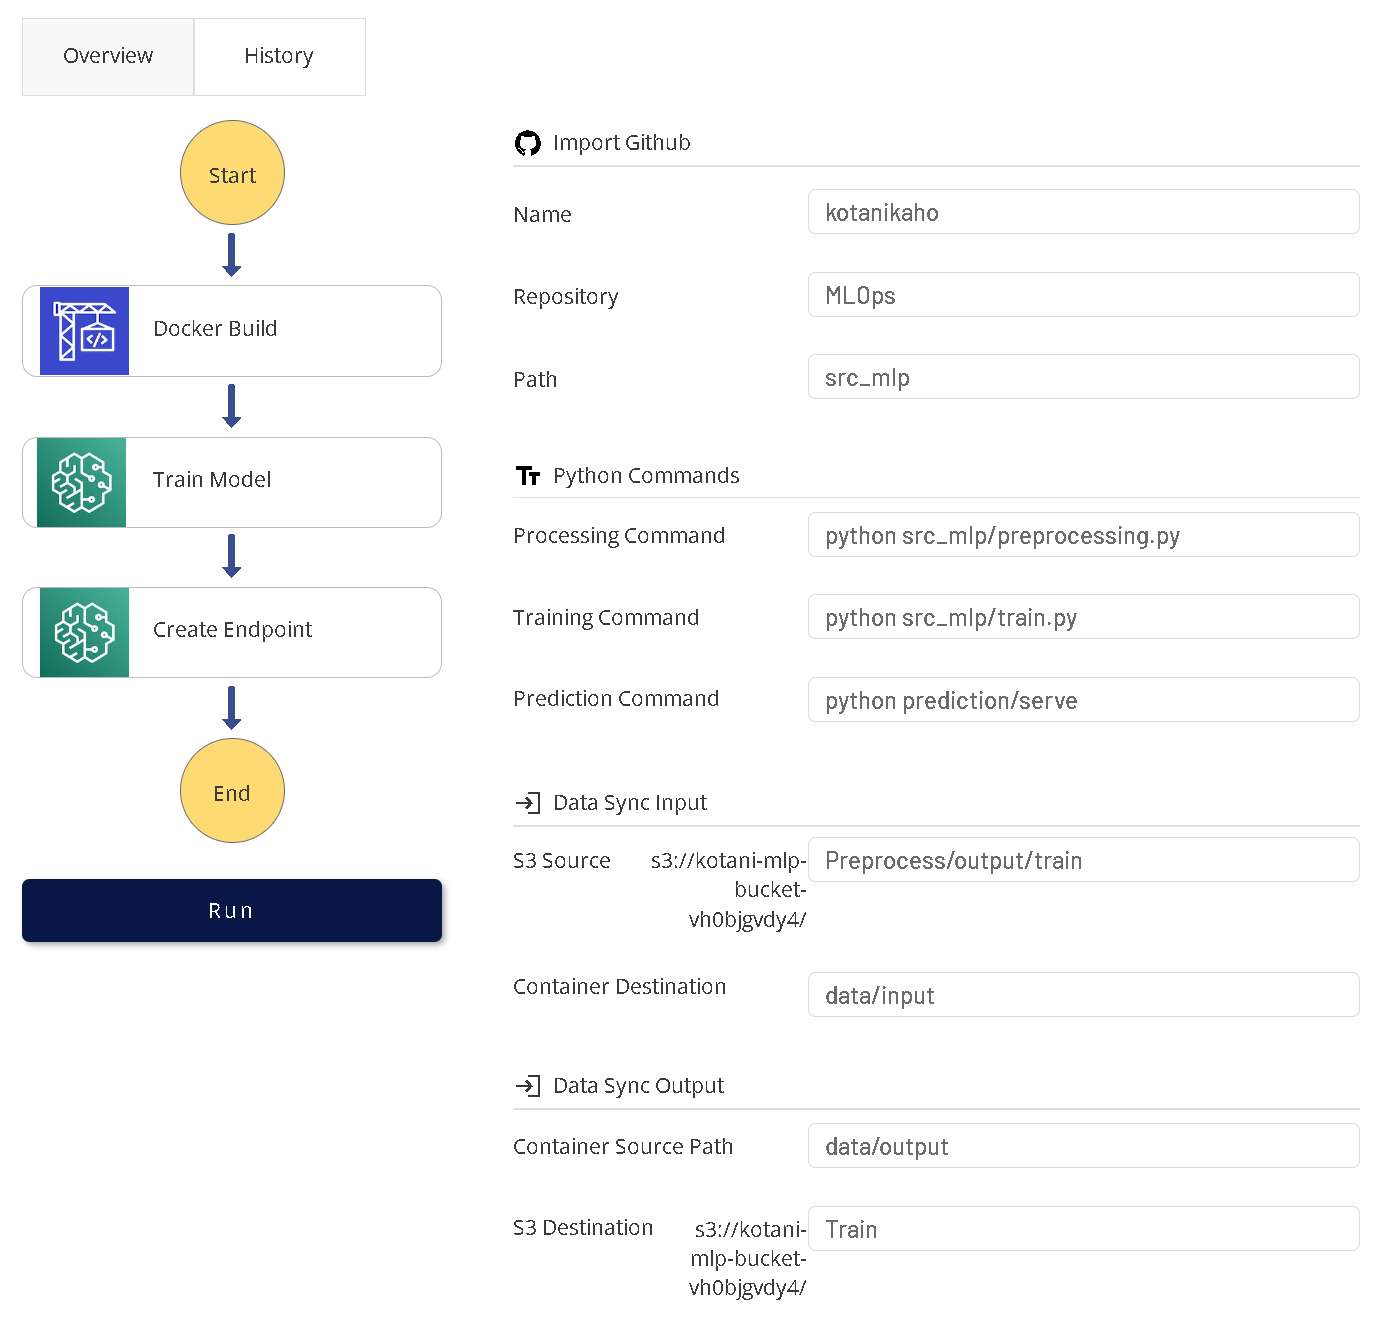 Overview
History
Start
Docker Build
Train Model
Create Endpoint
End
Run
Import Github
Name
kotanikaho
Repository
MLOps
Path
src_mlp
Python Commands
Processing Command
python src_mlp/preprocessing.py
Training Command
python src_mlp/train.py
Prediction Command
python prediction/serve
Data Sync Input
S3 Source
s3://kotani-mlp-
bucket-
vh0bjgvdy4/
Preprocess/output/train
Container Destination
data/input
Data Sync Output
Container Source Path
data/output
S3 Destination
s3://kotani-
mlp-bucket-
vh0bjgvdy4/
Train